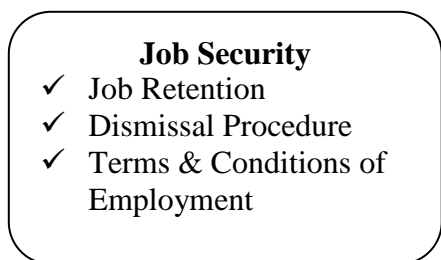 Job Security
✓ Job Retention
✓ Dismissal Procedure
✓ Terms & Conditions of
Employment